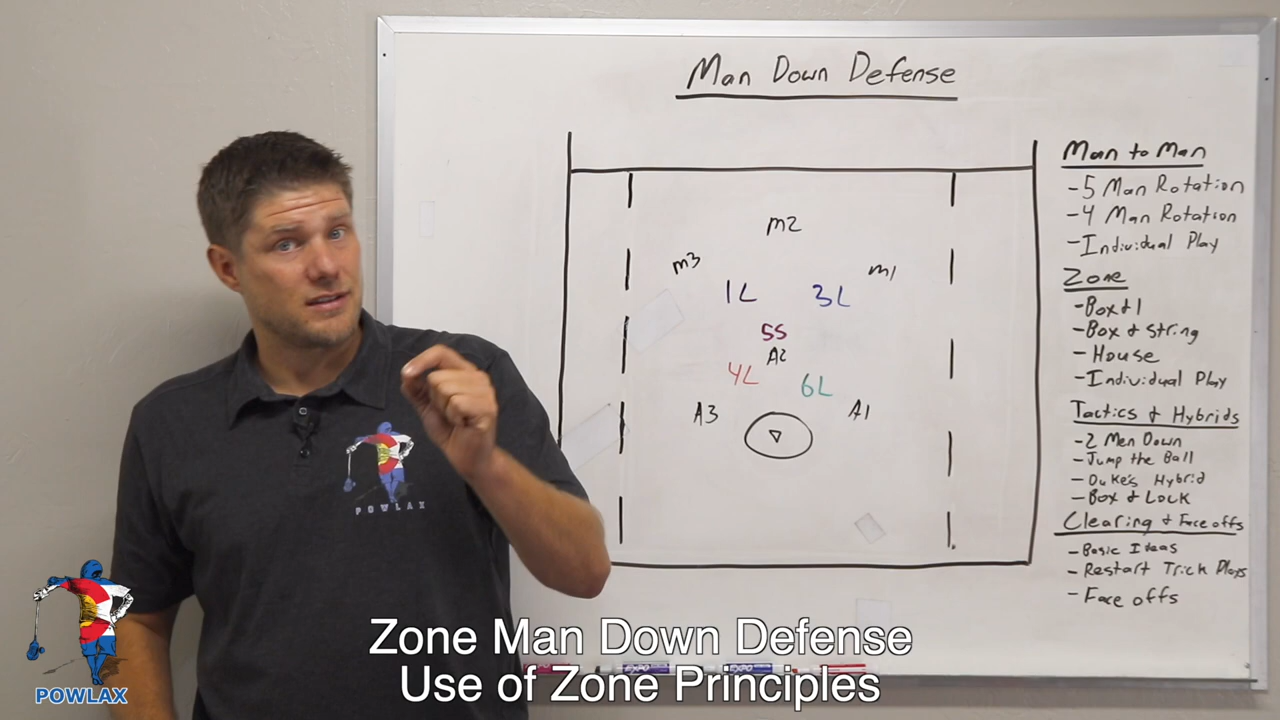 Man Down Defense
Man to Man
- 5 Man Rotation
- 4 Man Rotation
- Individual Play
Zone
- Box & 1
- Box & String
- House
- Individual Play
Tactics & Hybrids
- 2 Men Down
- Jump the Ball
- Duke's Hybrid
- Box & Lock
Clearing & Face offs
- Basic Ideas
- Restart Trick Plays
- Face offs
M2
M3
M1
1L
3L
5S
A2
4L
6L
A3
A1
POWLAX
POWLAX
EXPO
EXPO
Zone Man Down Defense
Use of Zone Principles